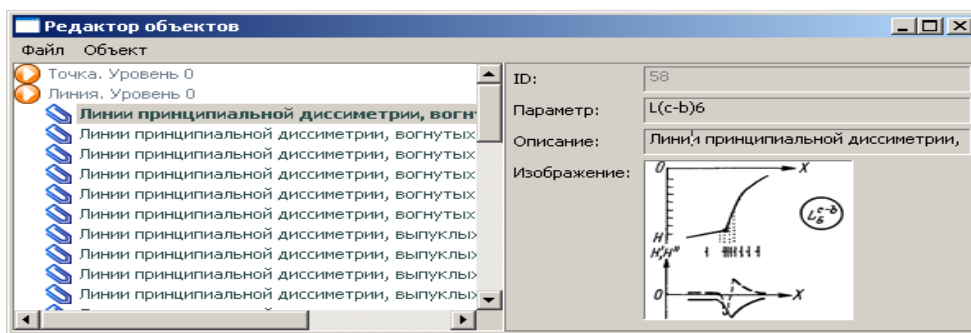 Редактор объектов
Файл Объект
Точка. Уровень 0
Линия. Уровень 0
Линии принципиальной диссиметрии, вогн
Линии принципиальной диссиметрии, вогнутых
Линии принципиальной диссиметрии, вогнутых
Линии принципиальной диссиметрии, вогнутых
Линии принципиальной диссиметрии, вогнутых
Линии принципиальной диссиметрии, вогнутых
Линии принципиальной диссиметрии, выпуклых
Линии принципиальной диссиметрии, выпуклых
Линии принципиальной диссиметрии, выпуклых
Линии принципиальной диссиметрии, выпуклых
ID: 58
Параметр: L(c-b)6
Описание: Линии принципиальной диссиметрии,
Изображение:
0 X
H
H',H"
0 X